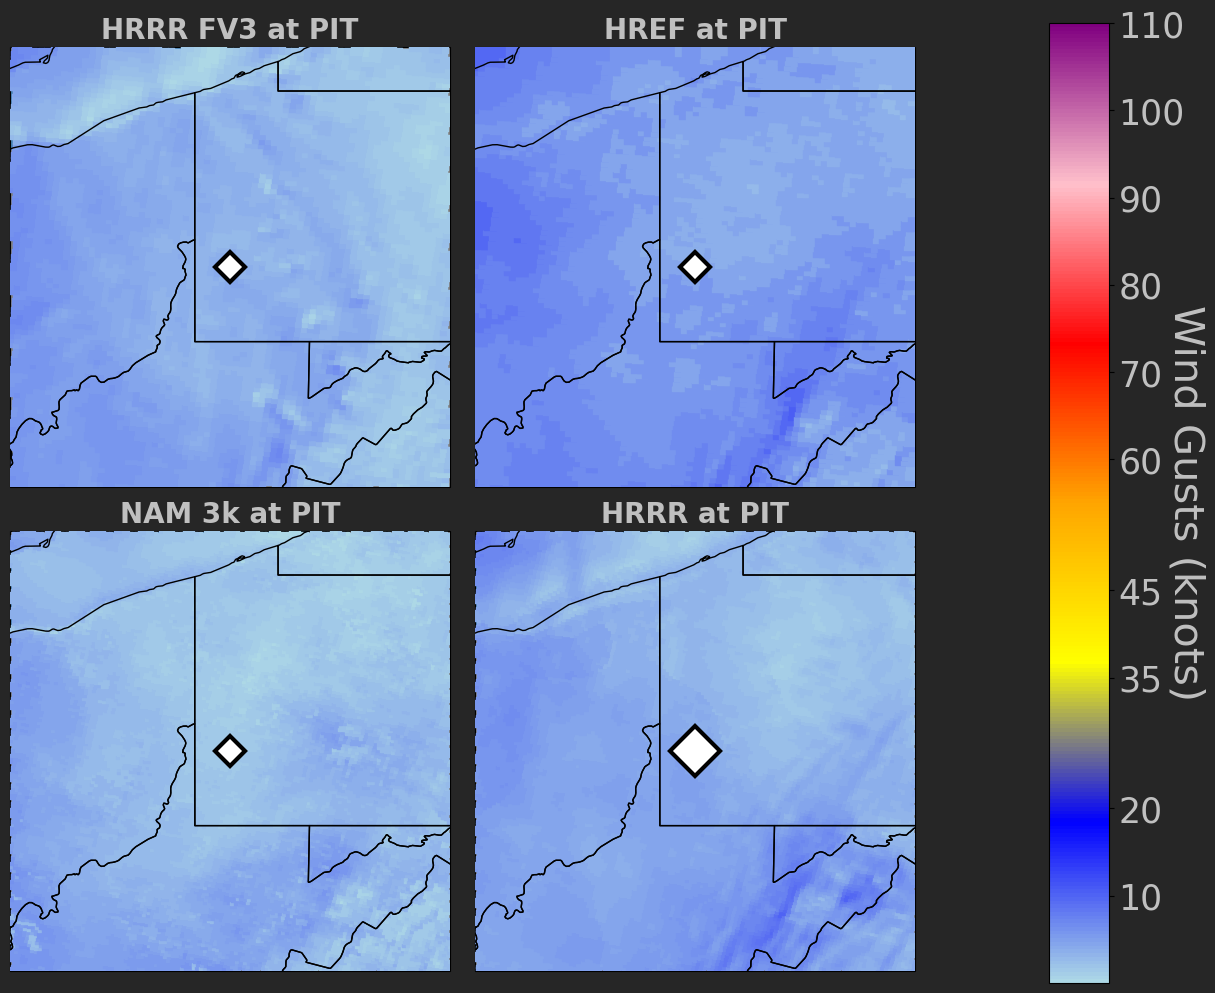 HRRR FV3 at PIT
HREF at PIT
NAM 3k at PIT
HRRR at PIT
110
100
90
80
70
60
45
35
20
10
Wind Gusts (knots)